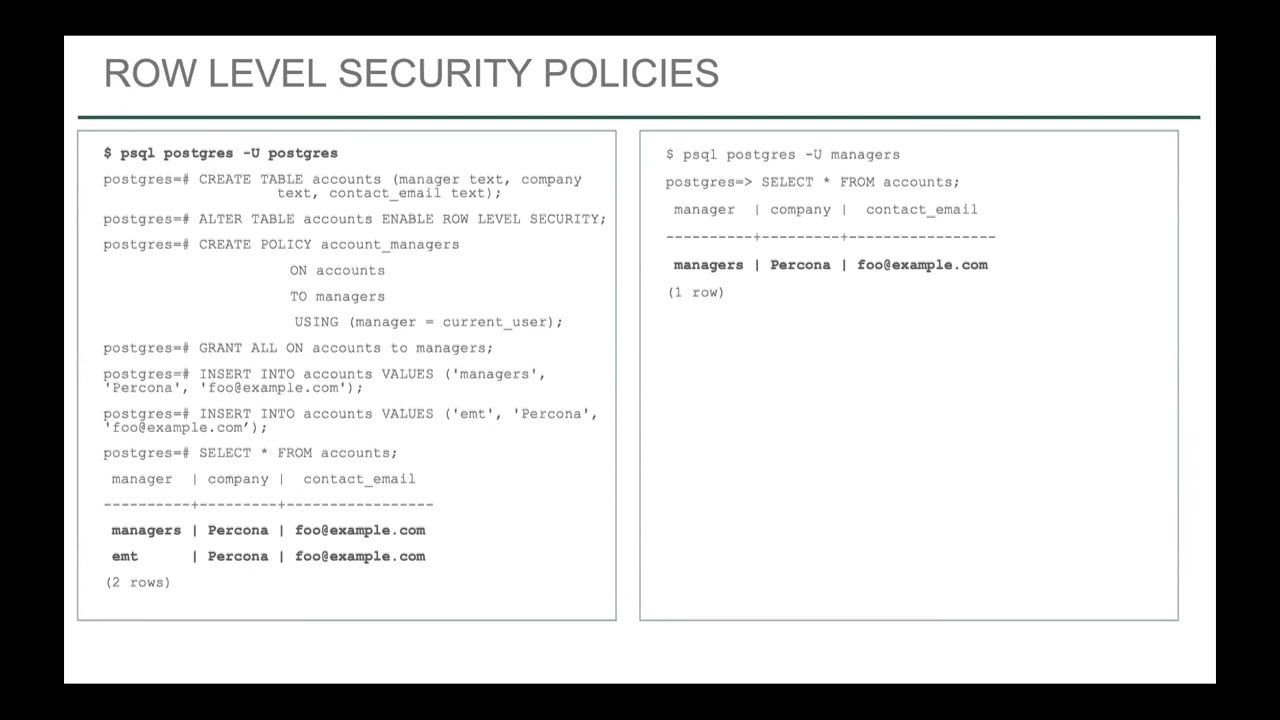 ROW LEVEL SECURITY POLICIES
$ psql postgres -U postgres
postgres=# CREATE TABLE accounts (manager text, company
text, contact_email text);
postgres=# ALTER TABLE accounts ENABLE ROW LEVEL SECURITY;
postgres=# CREATE POLICY account_managers
ON accounts
TO managers
USING (manager = current_user);
postgres=# GRANT ALL ON accounts to managers;
postgres=# INSERT INTO accounts VALUES ('managers',
'Percona', 'foo@example.com');
postgres=# INSERT INTO accounts VALUES ('emt', 'Percona',
'foo@example.com’);
postgres=# SELECT * FROM accounts;
manager  | company |  contact_email
----------+---------+-----------------
managers | Percona | foo@example.com
emt      | Percona | foo@example.com
(2 rows)
$ psql postgres -U managers
postgres=> SELECT * FROM accounts;
manager  | company |  contact_email
----------+---------+-----------------
managers | Percona | foo@example.com
(1 row)